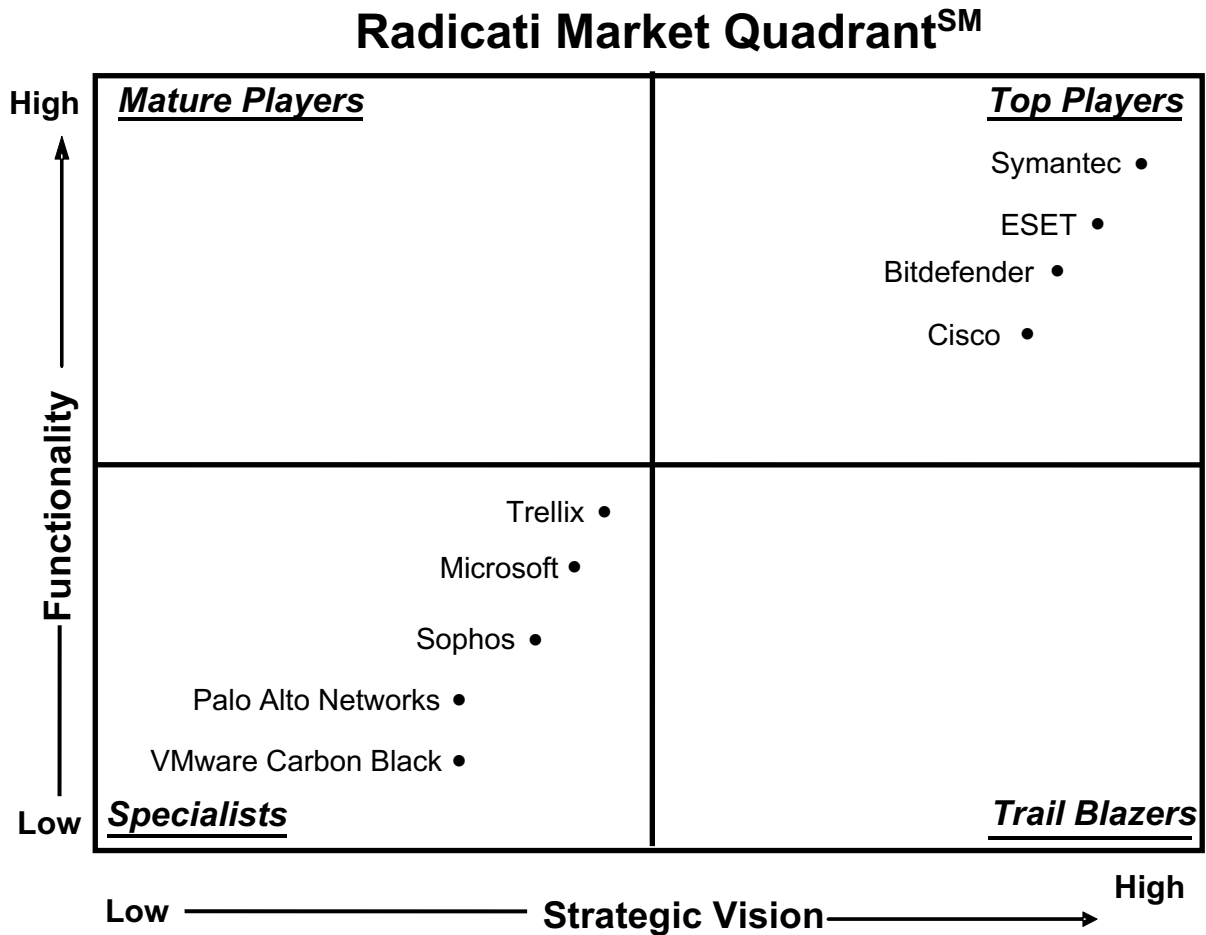 Radicati Market Quadrant℠
High
Mature Players
Top Players
Symantec
ESET
Bitdefender
Cisco
Functionality
Trellix
Microsoft
Sophos
Palo Alto Networks
VMware Carbon Black
Low
Specialists
Trail Blazers
Low
Strategic Vision
High